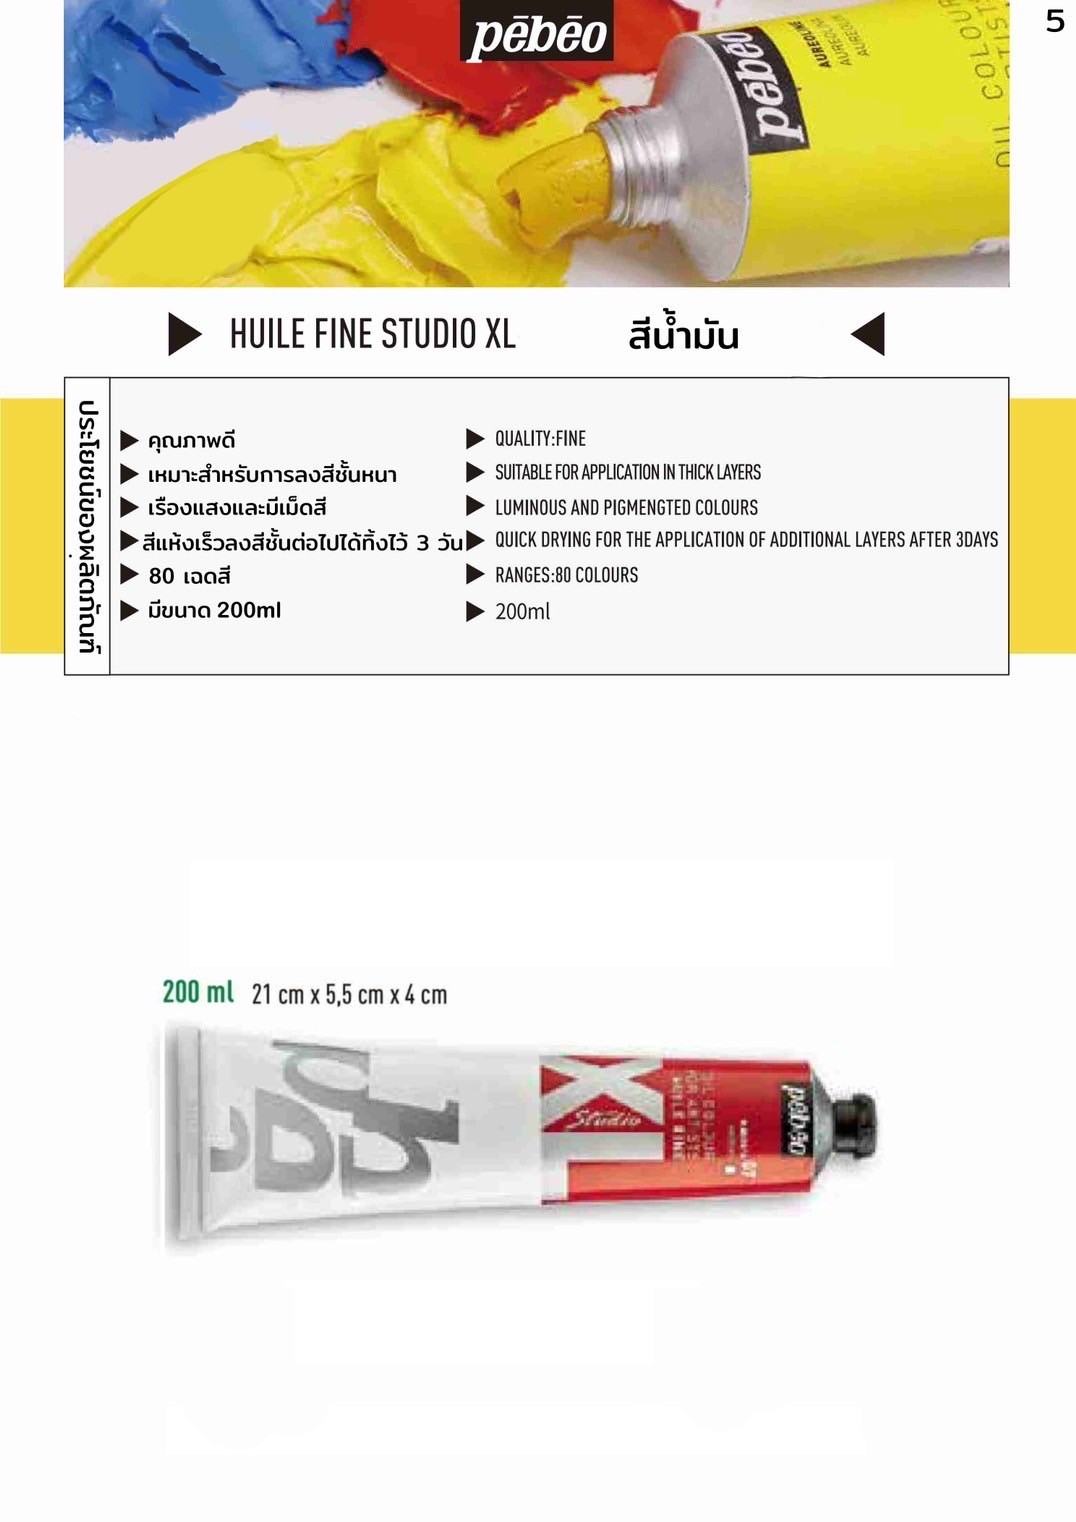 5
pēbēo
pēbēo
AUREOLINE
AUREOLINE
OIL COLOUR
HUILE FINE STUDIO XL
สีน้ำมัน
ประโยชน์ของผลิตภัณฑ์
คุณภาพดี
QUALITY:FINE
เหมาะสำหรับการลงสีชั้นหนา
SUITABLE FOR APPLICATION IN THICK LAYERS
เรืองแสงและมีเม็ดสี
LUMINOUS AND PIGMENGTED COLOURS
สีแห้งเร็วลงสีชั้นต่อไปได้ทิ้งไว้ 3 วัน
QUICK DRYING FOR THE APPLICATION OF ADDITIONAL LAYERS AFTER 3DAYS
80 เฉดสี
RANGES:80 COLOURS
มีขนาด 200ml
200ml
200 ml 21 cm x 5,5 cm x 4 cm
XL
Studio
OIL COLOUR
HUILE FINE
pēbēo